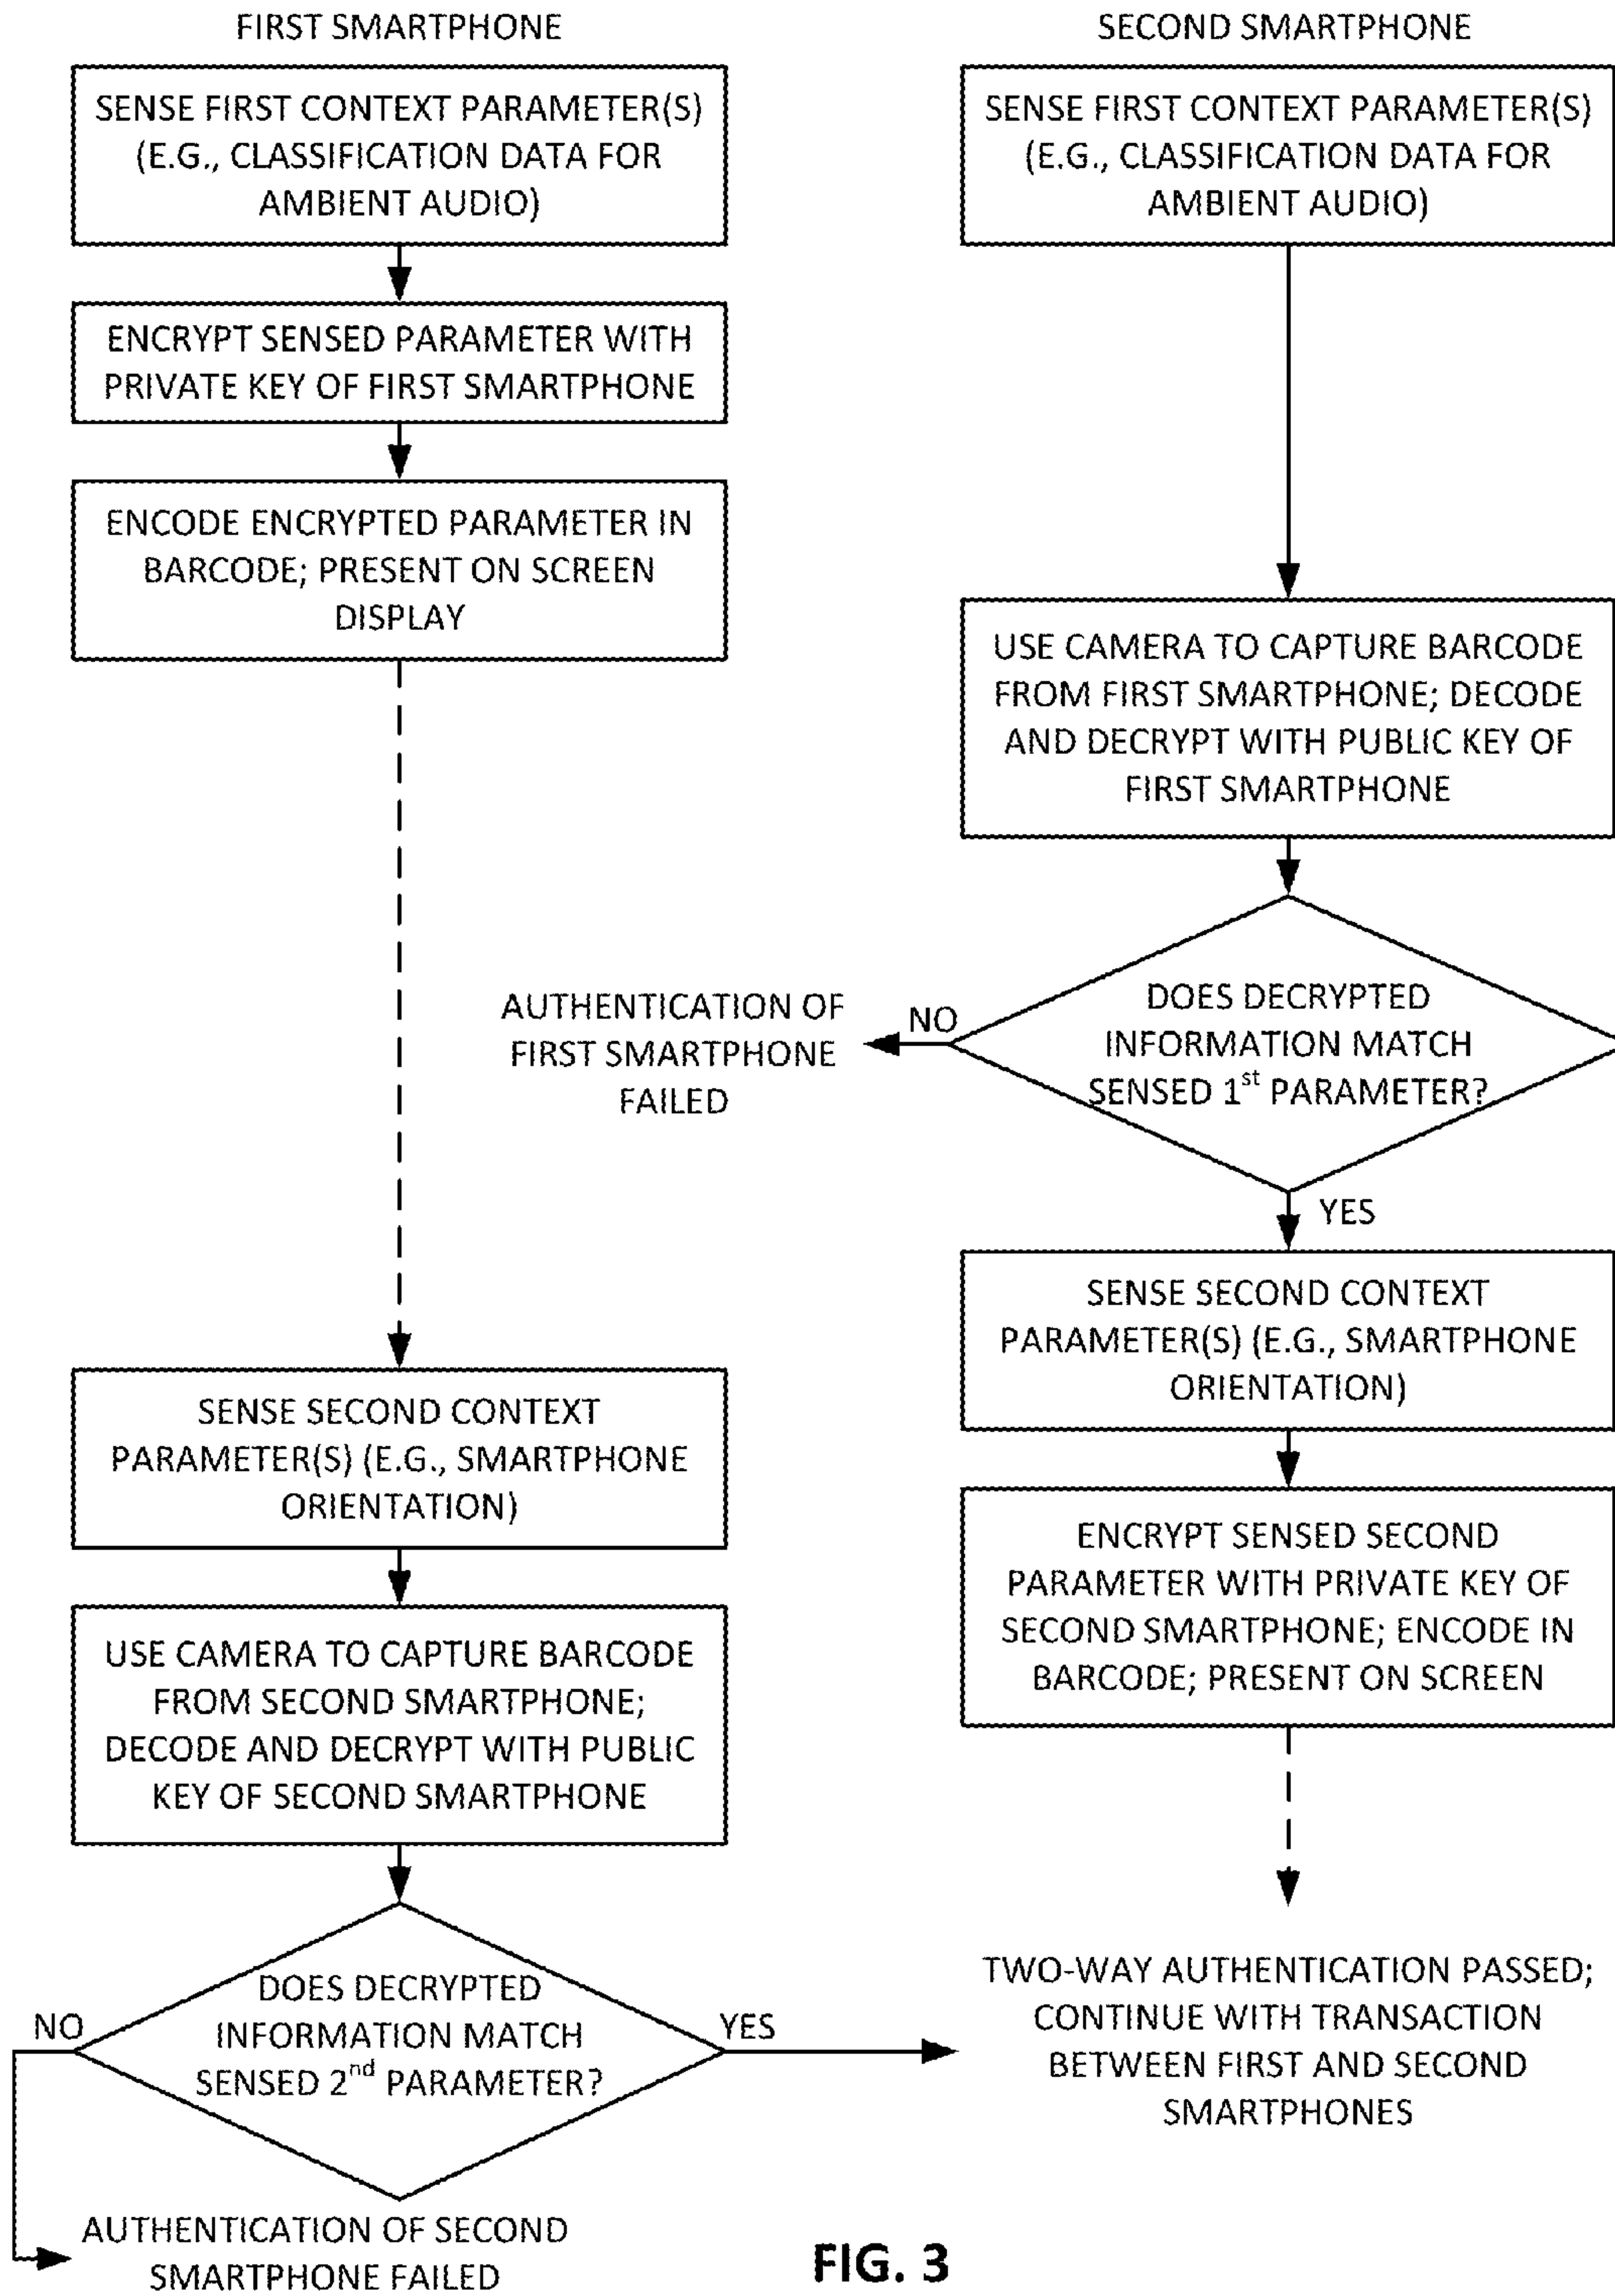 FIRST SMARTPHONE
SENSE FIRST CONTEXT PARAMETER(S)
(E.G., CLASSIFICATION DATA FOR
AMBIENT AUDIO)
ENCRYPT SENSED PARAMETER WITH
PRIVATE KEY OF FIRST SMARTPHONE
ENCODE ENCRYPTED PARAMETER IN
BARCODE; PRESENT ON SCREEN
DISPLAY
SENSE SECOND CONTEXT
PARAMETER(S) (E.G., SMARTPHONE
ORIENTATION)
USE CAMERA TO CAPTURE BARCODE
FROM SECOND SMARTPHONE;
DECODE AND DECRYPT WITH PUBLIC
KEY OF SECOND SMARTPHONE
DOES DECRYPTED
INFORMATION MATCH
SENSED 2nd PARAMETER?
NO
YES
AUTHENTICATION OF SECOND
SMARTPHONE FAILED
SECOND SMARTPHONE
SENSE FIRST CONTEXT PARAMETER(S)
(E.G., CLASSIFICATION DATA FOR
AMBIENT AUDIO)
USE CAMERA TO CAPTURE BARCODE
FROM FIRST SMARTPHONE; DECODE
AND DECRYPT WITH PUBLIC KEY OF
FIRST SMARTPHONE
DOES DECRYPTED
INFORMATION MATCH
SENSED 1st PARAMETER?
NO
AUTHENTICATION OF
FIRST SMARTPHONE
FAILED
YES
SENSE SECOND CONTEXT
PARAMETER(S) (E.G., SMARTPHONE
ORIENTATION)
ENCRYPT SENSED SECOND
PARAMETER WITH PRIVATE KEY OF
SECOND SMARTPHONE; ENCODE IN
BARCODE; PRESENT ON SCREEN
TWO-WAY AUTHENTICATION PASSED;
CONTINUE WITH TRANSACTION
BETWEEN FIRST AND SECOND
SMARTPHONES
FIG. 3